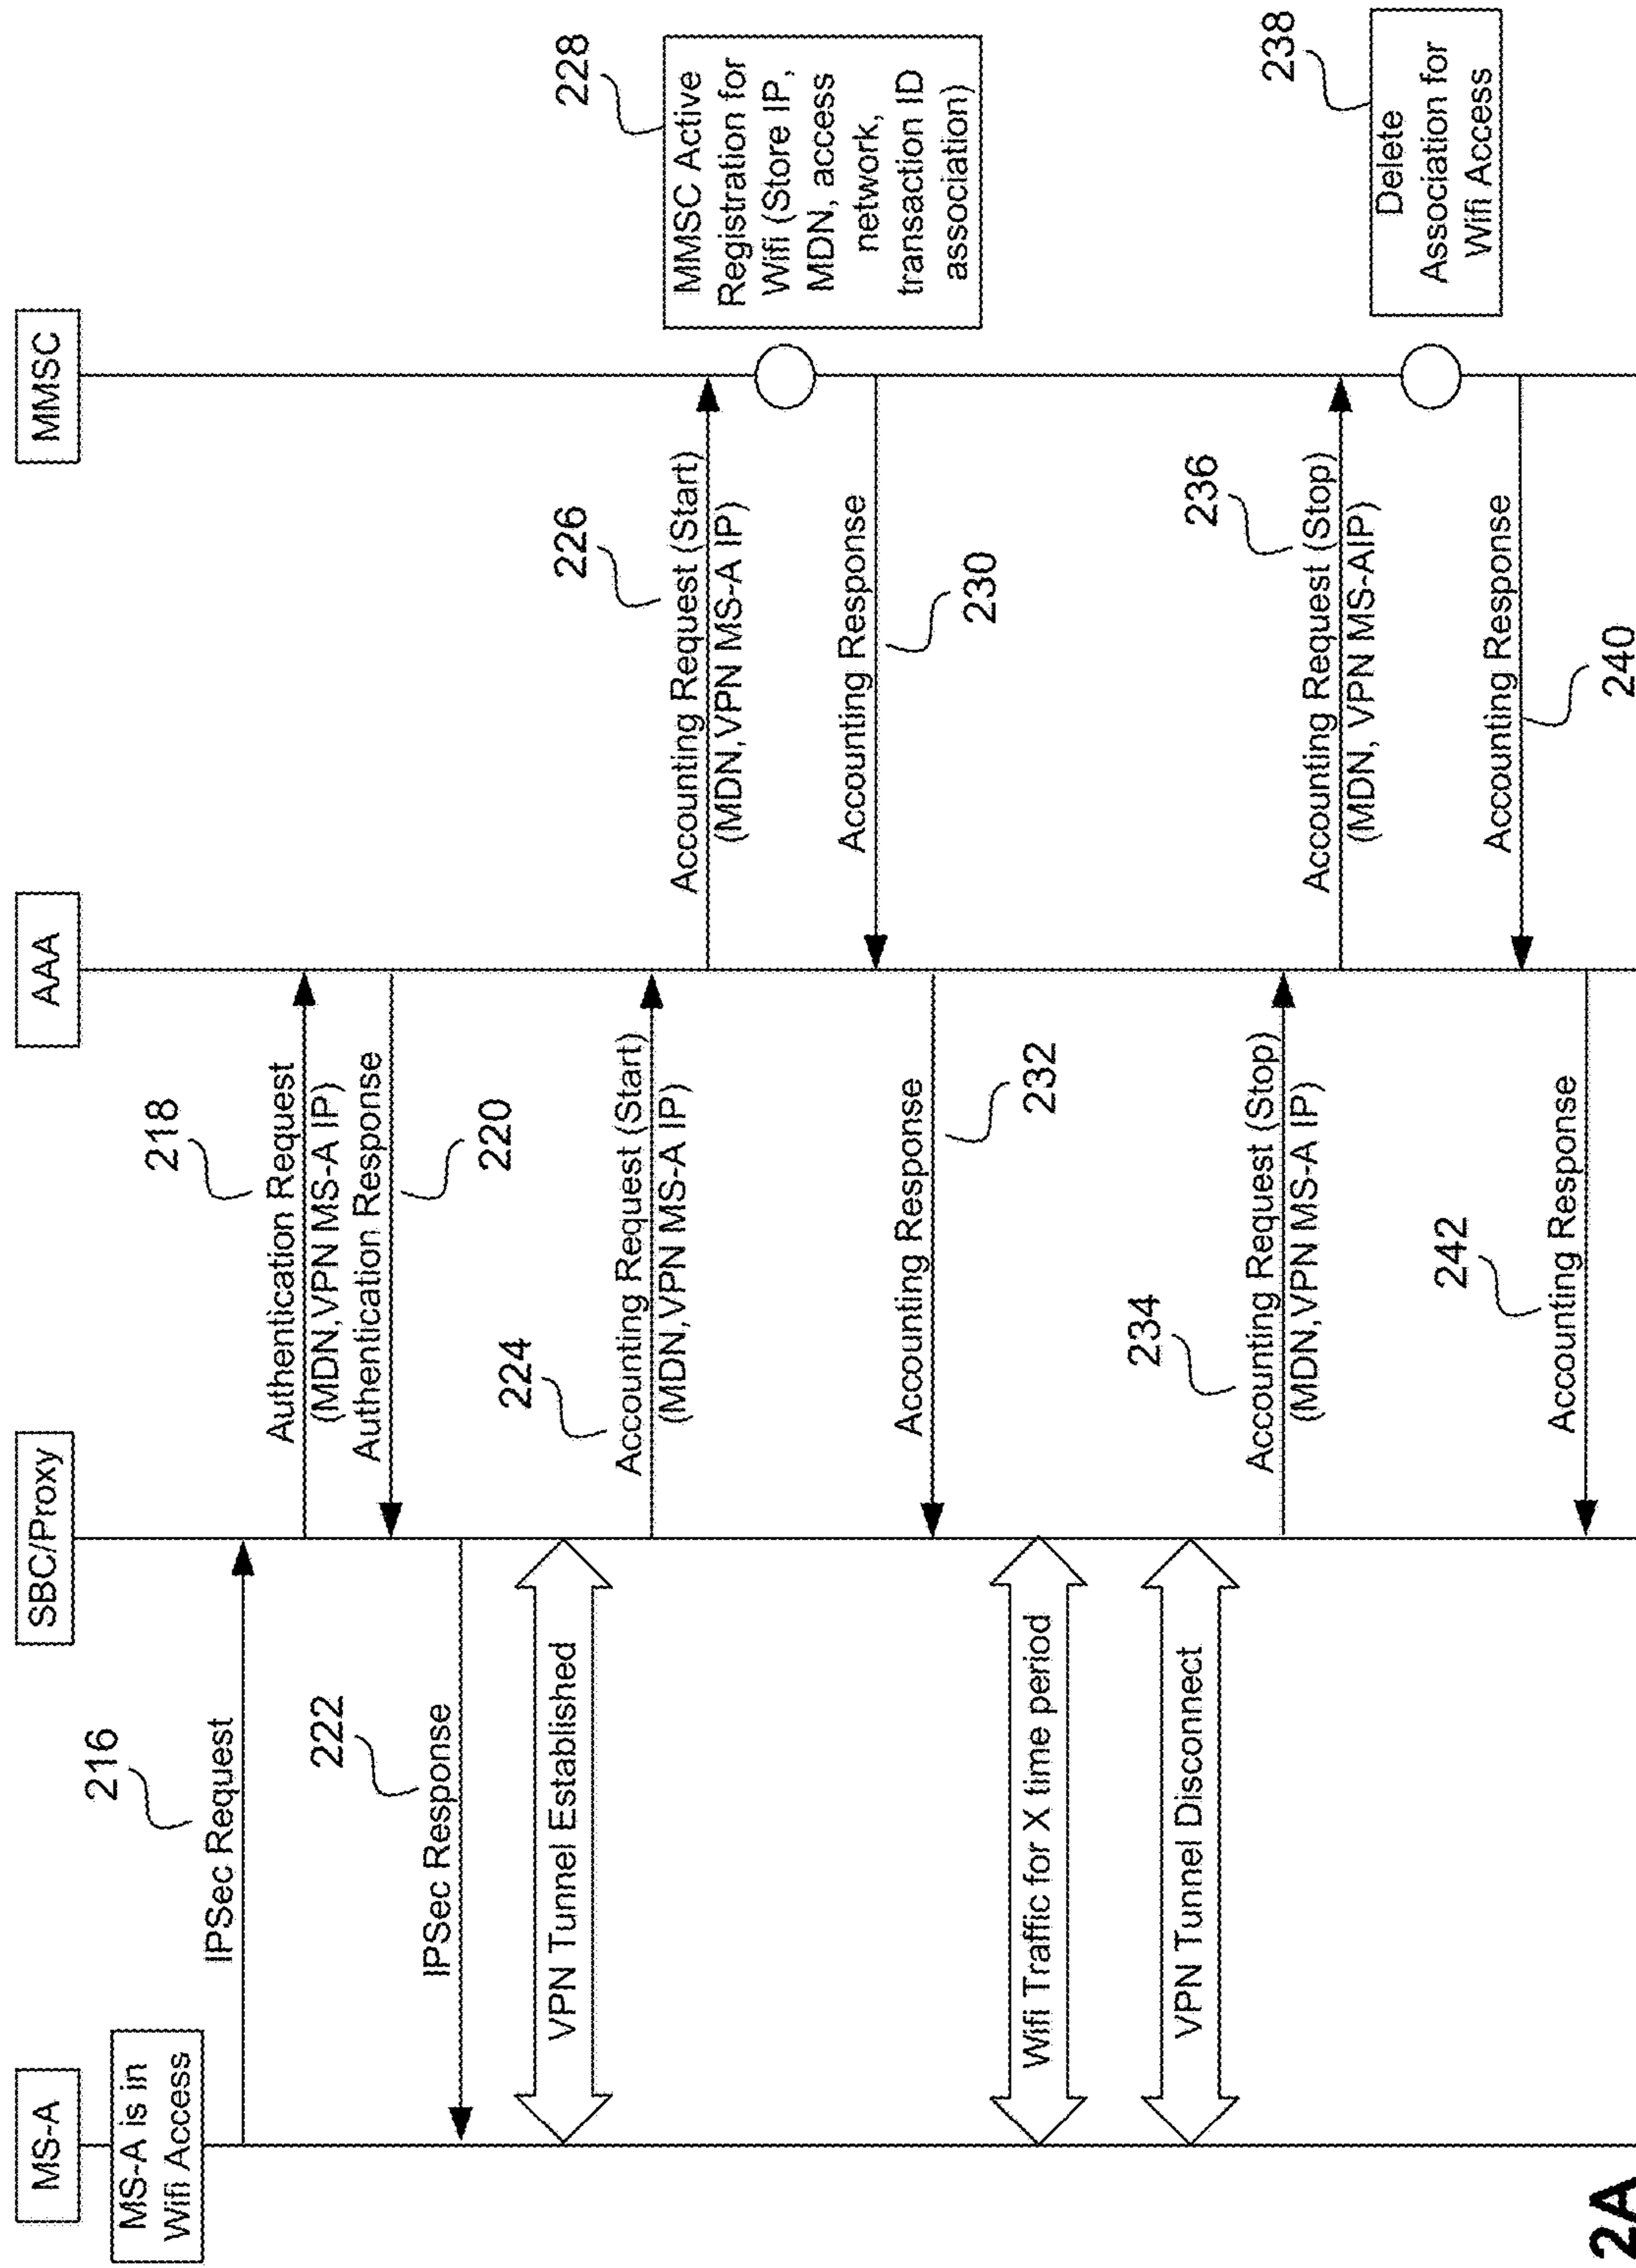 MS-A
SBC/Proxy
AAA
MMSC
MS-A is in
Wifi Access
216
IPSec Request
218
Authentication Request
(MDN,VPN MS-A IP)
Authentication Response
220
222
IPSec Response
VPN Tunnel Established
224
Accounting Request (Start)
(MDN,VPN MS-A IP)
226
Accounting Request (Start)
(MDN,VPN MS-A IP)
228
MMSC Active
Registration for
Wifi (Store IP,
MDN, access
network,
transaction ID
association)
Accounting Response
230
Accounting Response
232
Wifi Traffic for X time period
VPN Tunnel Disconnect
234
Accounting Request (Stop)
(MDN,VPN MS-A IP)
236
Accounting Request (Stop)
(MDN, VPN MS-AIP)
238
Delete
Association for
Wifi Access
Accounting Response
240
242
Accounting Response
2A